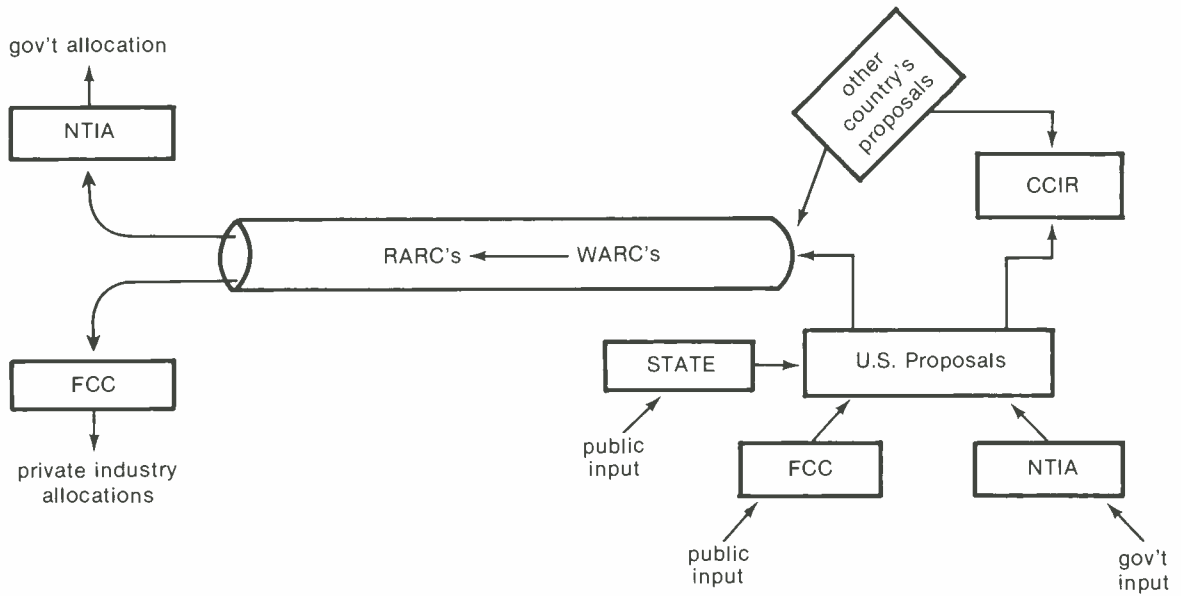 gov't allocation
NTIA
other
country's
proposals
CCIR
RARC's
WARC's
FCC
private industry
allocations
STATE
U.S. Proposals
public
input
FCC
NTIA
public
input
gov't
input